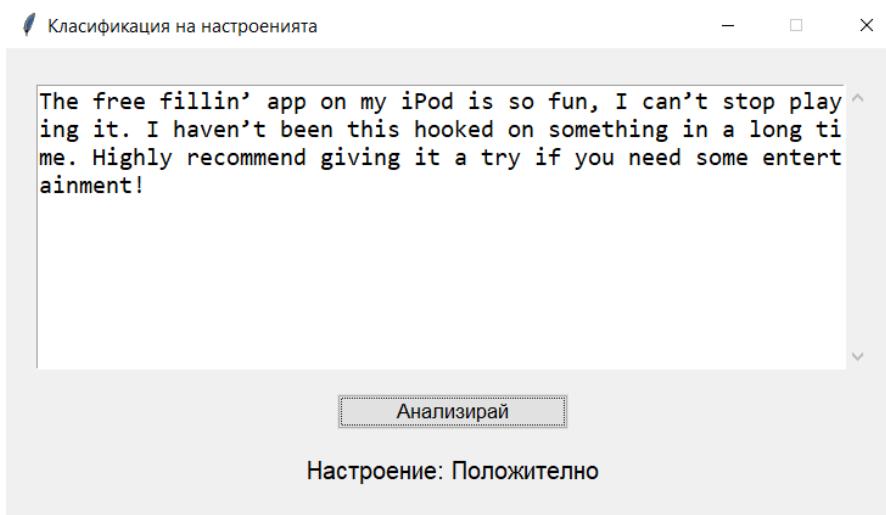 Класификация на настроенията
The free fillin’ app on my iPod is so fun, I can’t stop play
ing it. I haven’t been this hooked on something in a long ti
me. Highly recommend giving it a try if you need some entert
ainment!
Анализирай
Настроение: Положително